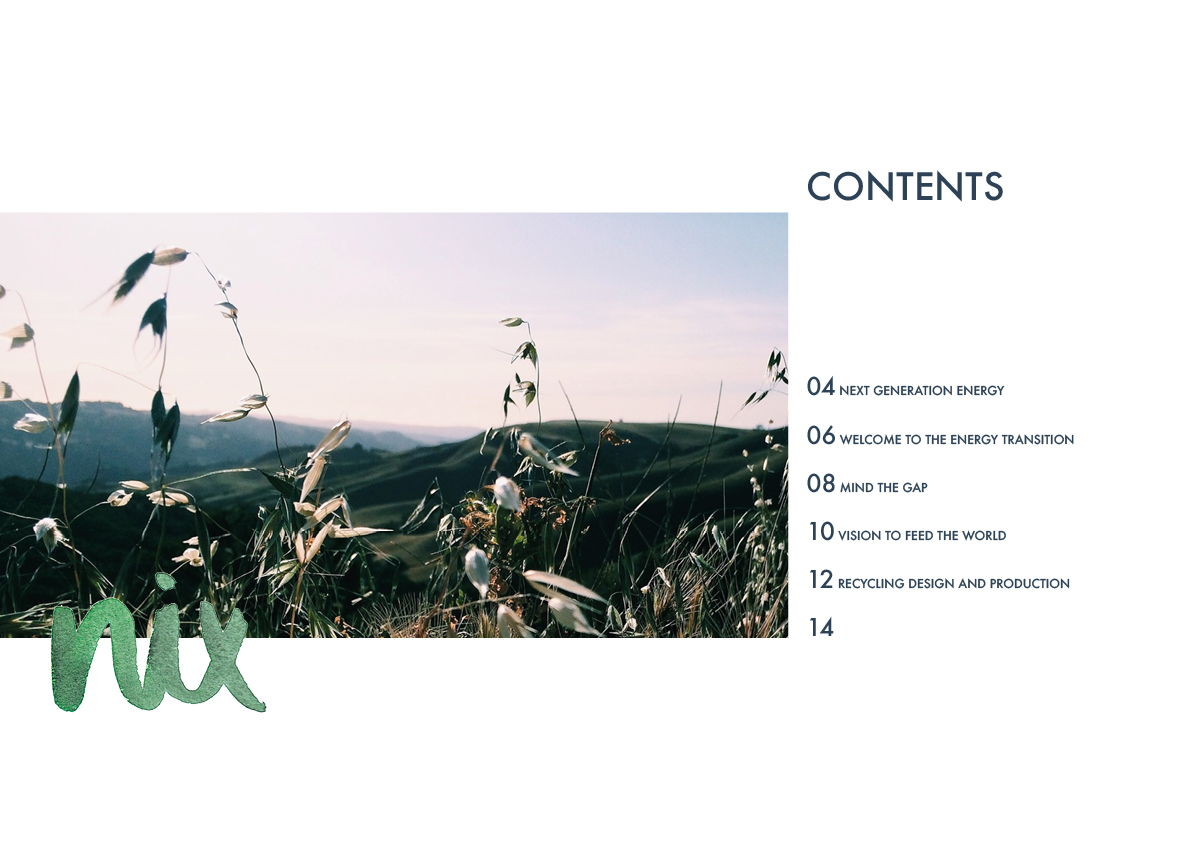 CONTENTS
04 NEXT GENERATION ENERGY
06 WELCOME TO THE ENERGY TRANSITION
08 MIND THE GAP
10 VISION TO FEED THE WORLD
12 RECYCLING DESIGN AND PRODUCTION
14
nix